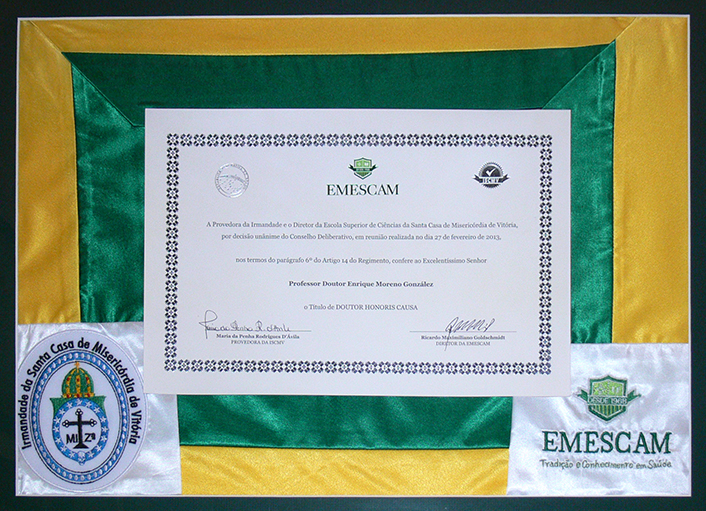 EMESCAM
ISCMV
A Provedora da Irmandade e o Diretor da Escola Superior de Ciências da Santa Casa de Misericórdia de Vitória,
por decisão unânime do Conselho Deliberativo, em reunião realizada no dia 27 de fevereiro de 2013,
nos termos do parágrafo 6º do Artigo 14 do Regimento, confere ao Excelentíssimo Senhor
Professor Doutor Enrique Moreno González
o Título de DOUTOR HONORIS CAUSA
Maria da Penha Rodrigues D'Ávila
PROVEDORA DA ISCMV
Ricardo Maximiliano Goldschmidt
DIRETOR DA EMESCAM
Irmandade da Santa Casa de Misericórdia de Vitória
DESDE 1968
EMESCAM
Tradição e Conhecimento em Saúde